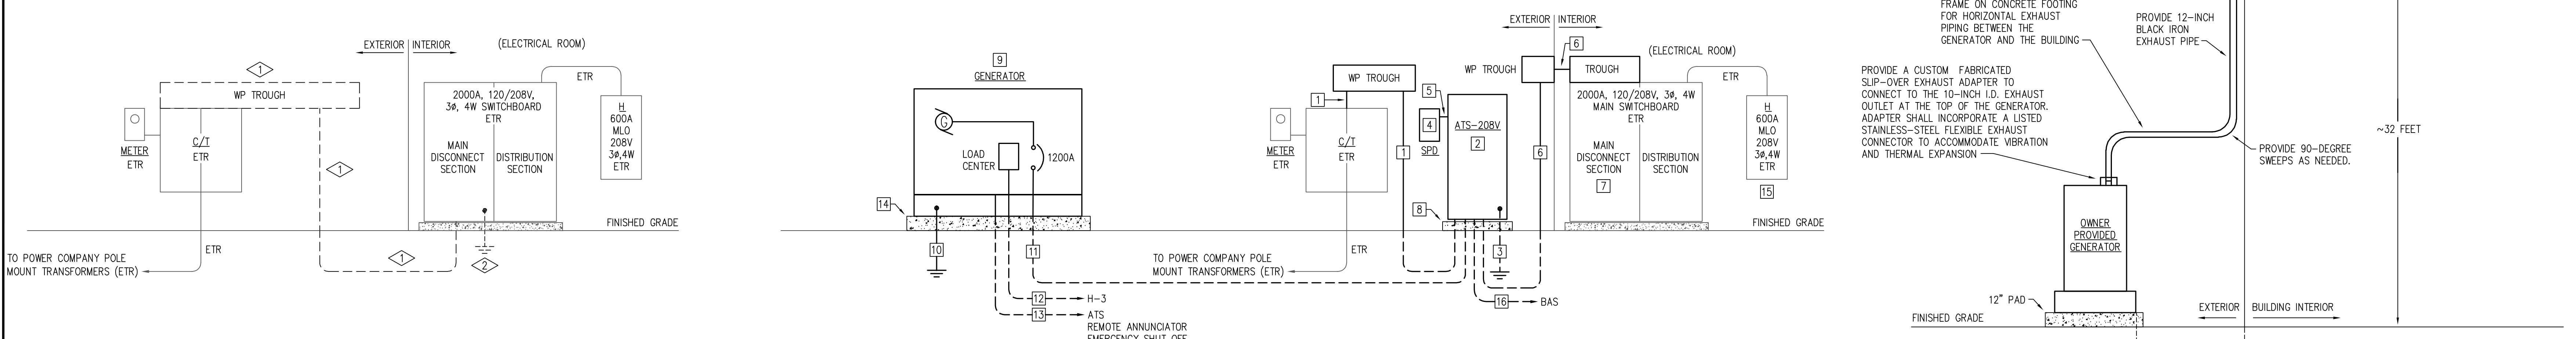 EXTERIOR
INTERIOR
(ELECTRICAL ROOM)
ETR
1
WP TROUGH
2000A, 120/208V,
3ø, 4W SWITCHBOARD
ETR
H
600A
MLO
208V
3ø,4W
ETR
METER
ETR
C/T
ETR
MAIN
DISCONNECT
SECTION
DISTRIBUTION
SECTION
1
FINISHED GRADE
ETR
1
2
TO POWER COMPANY POLE
MOUNT TRANSFORMERS (ETR)
9
GENERATOR
G
LOAD
CENTER
1200A
14
10
11
12
H-3
13
ATS
REMOTE ANNUNCIATOR
EMERGENCY SHUT OFF
EXTERIOR
INTERIOR
6
(ELECTRICAL ROOM)
WP TROUGH
WP TROUGH
TROUGH
ETR
1
5
4
SPD
ATS-208V
2
1
6
2000A, 120/208V, 3ø, 4W
MAIN SWITCHBOARD
ETR
MAIN
DISCONNECT
SECTION
7
DISTRIBUTION
SECTION
H
600A
MLO
208V
3ø,4W
ETR
15
METER
ETR
C/T
ETR
8
FINISHED GRADE
ETR
3
TO POWER COMPANY POLE
MOUNT TRANSFORMERS (ETR)
16
BAS
FRAME ON CONCRETE FOOTING
FOR HORIZONTAL EXHAUST
PIPING BETWEEN THE
GENERATOR AND THE BUILDING
PROVIDE 12-INCH
BLACK IRON
EXHAUST PIPE
PROVIDE A CUSTOM FABRICATED
SLIP-OVER EXHAUST ADAPTER TO
CONNECT TO THE 10-INCH I.D. EXHAUST
OUTLET AT THE TOP OF THE GENERATOR.
ADAPTER SHALL INCORPORATE A LISTED
STAINLESS-STEEL FLEXIBLE EXHAUST
CONNECTOR TO ACCOMMODATE VIBRATION
AND THERMAL EXPANSION
~32 FEET
PROVIDE 90-DEGREE
SWEEPS AS NEEDED.
OWNER
PROVIDED
GENERATOR
12" PAD
EXTERIOR
BUILDING INTERIOR
FINISHED GRADE